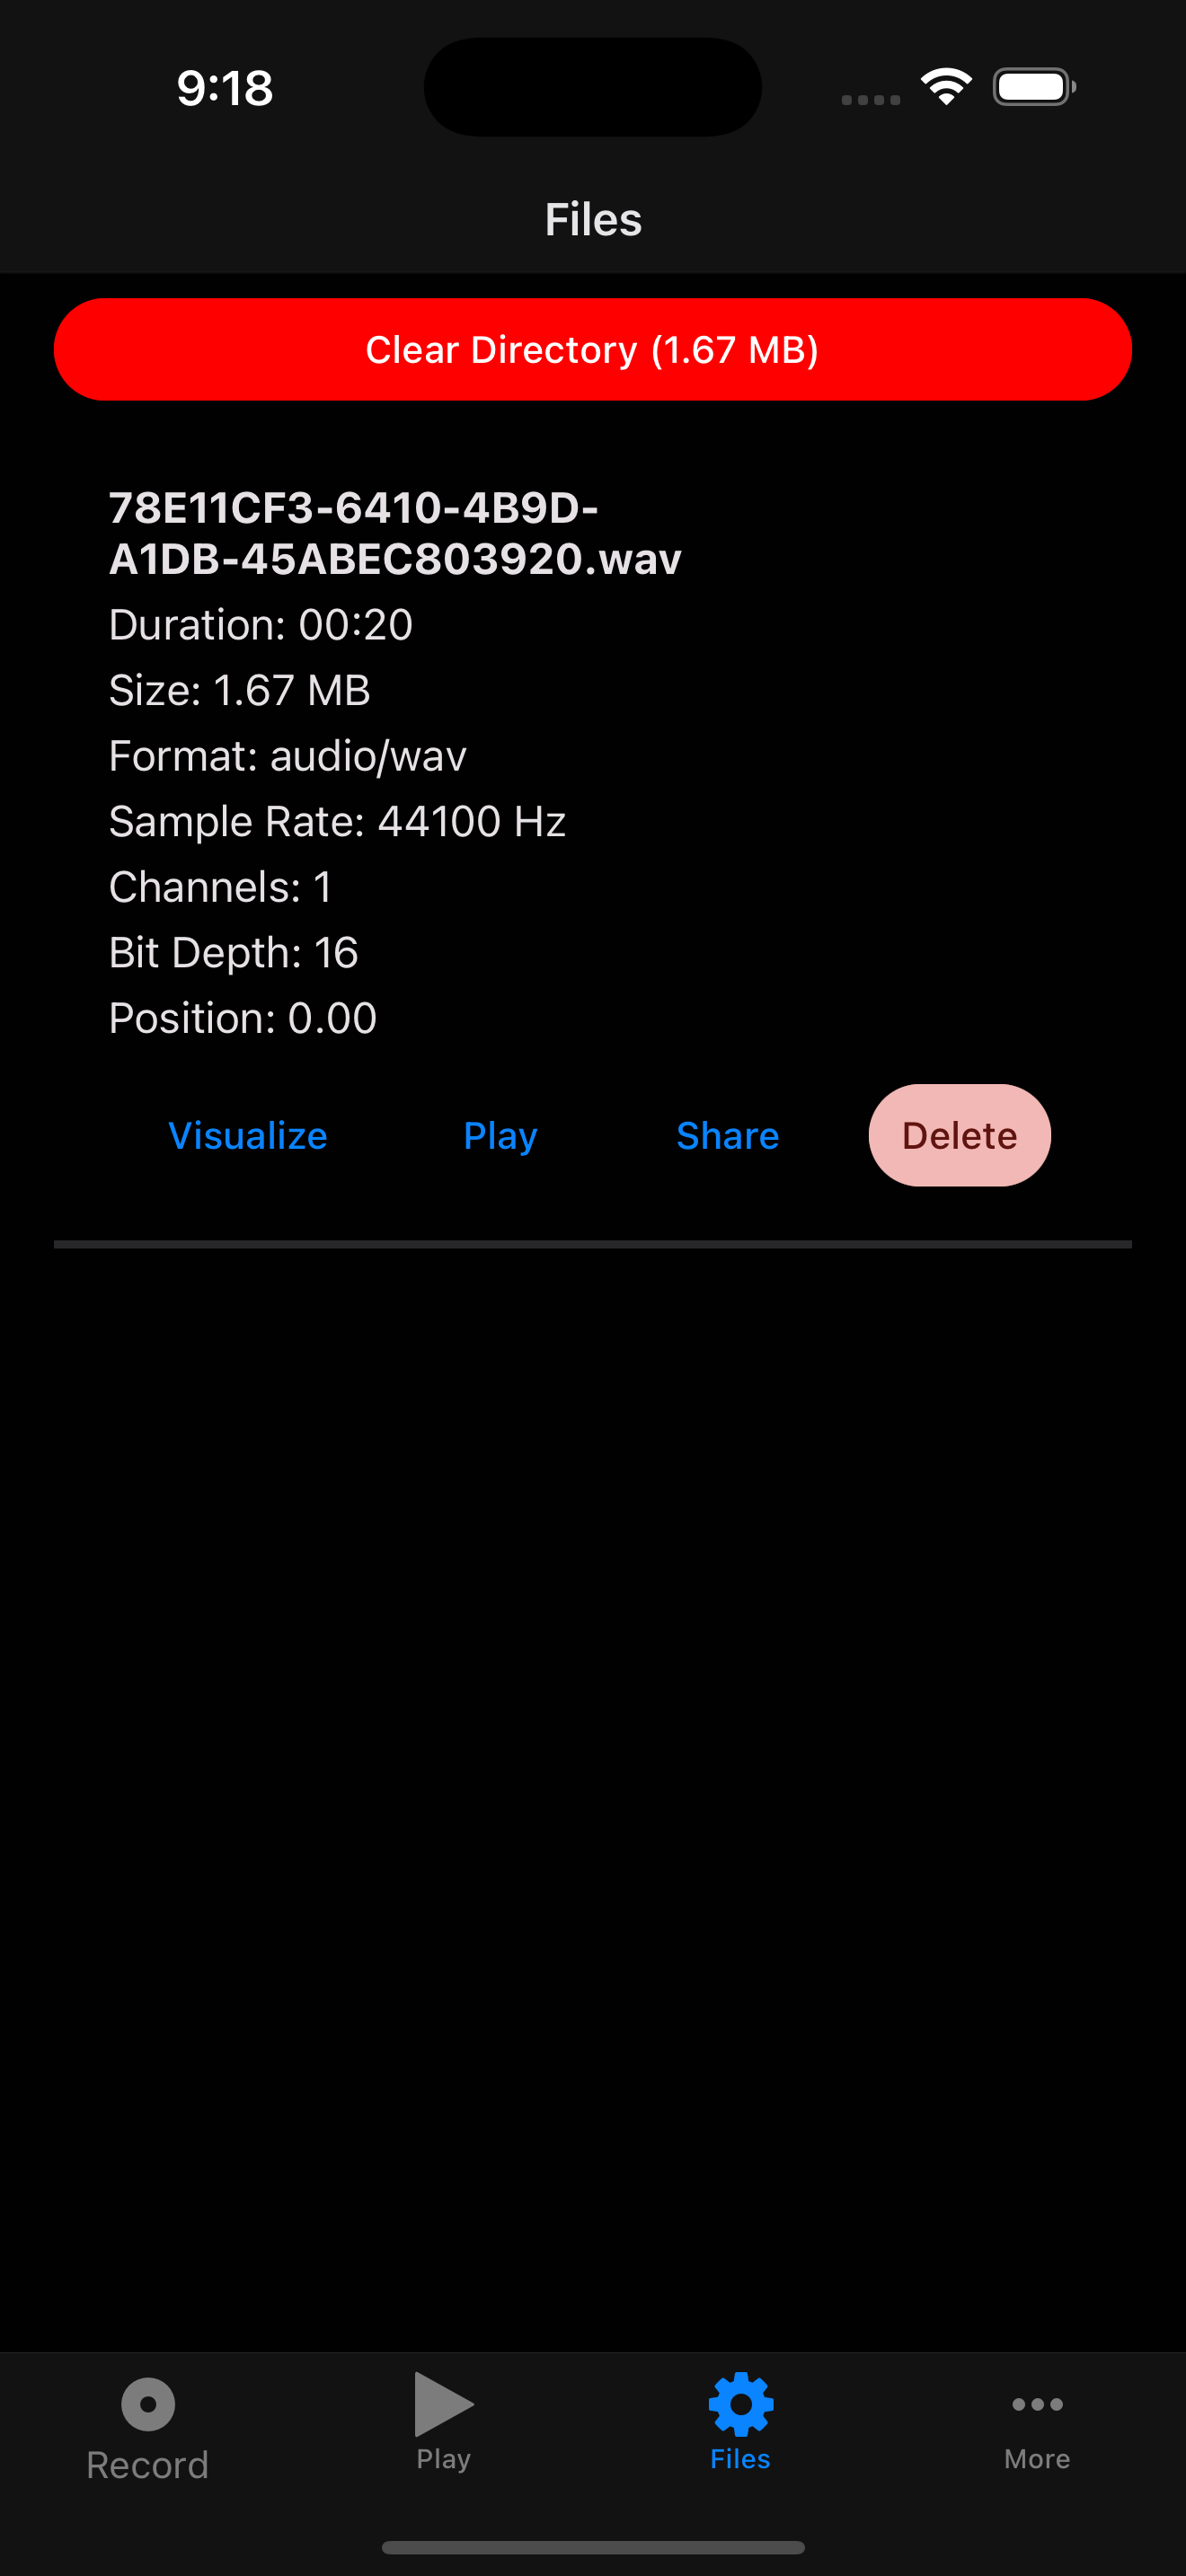 9:18
Files
Clear Directory (1.67 MB)
78E11CF3-6410-4B9D-
A1DB-45ABEC803920.wav
Duration: 00:20
Size: 1.67 MB
Format: audio/wav
Sample Rate: 44100 Hz
Channels: 1
Bit Depth: 16
Position: 0.00
Visualize Play Share Delete
Record Play Files More